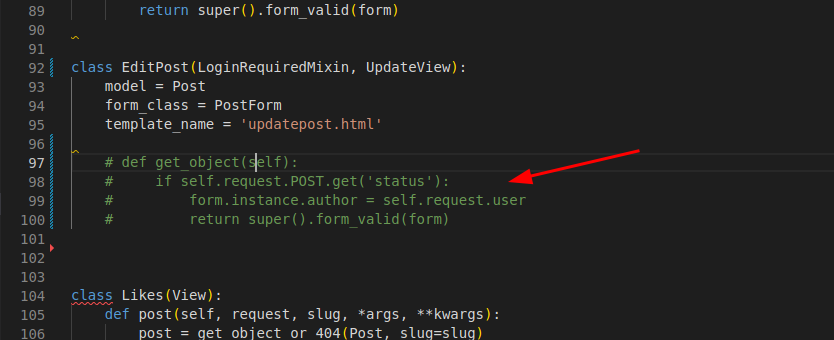 89 return super().form_valid(form)
90
91
92 class EditPost(LoginRequiredMixin, UpdateView):
93 model = Post
94 form_class = PostForm
95 template_name = 'updatepost.html'
96
97 # def get_object(self):
98 # if self.request.POST.get('status'):
99 # form.instance.author = self.request.user
100 # return super().form_valid(form)
101
102
103
104 class Likes(View):
105 def post(self, request, slug, *args, **kwargs):
106 post = get_object_or_404(Post, slug=slug)